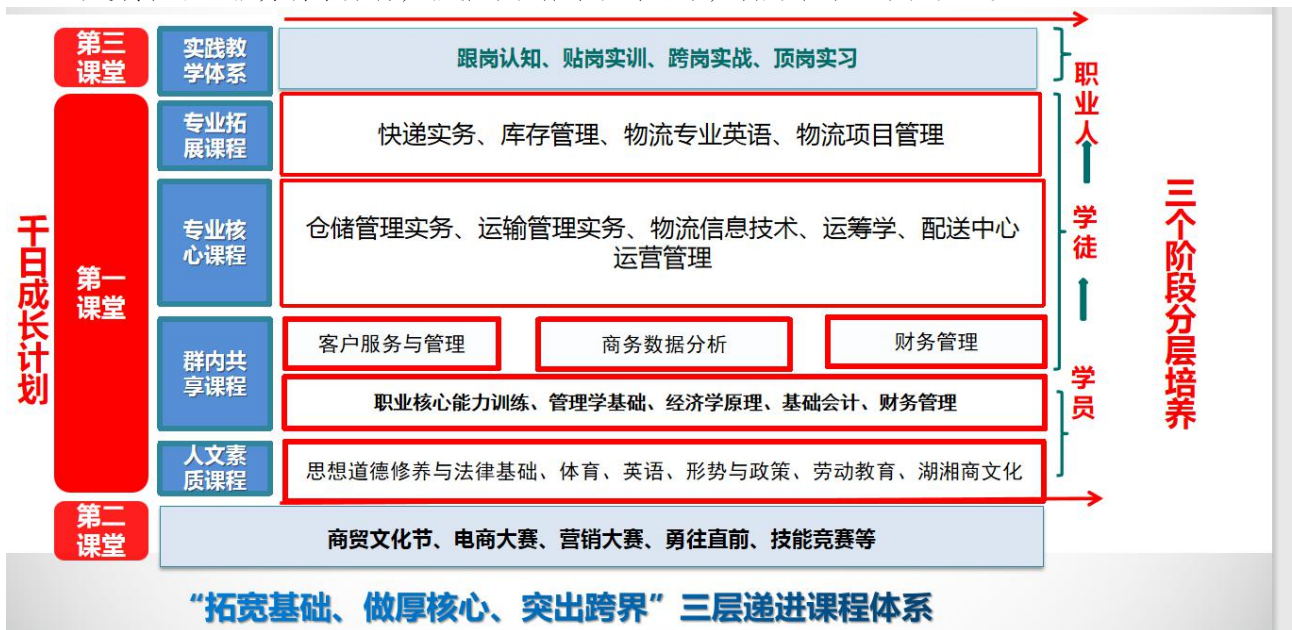 第三
课堂
实践教
学体系
跟岗认知、贴岗实训、跨岗实战、顶岗实习
专业拓
展课程
快递实务、库存管理、物流专业英语、物流项目管理
专业核
心课程
仓储管理实务、运输管理实务、物流信息技术、运筹学、配送中心
运营管理
第一
课堂
群内共
享课程
客户服务与管理
商务数据分析
财务管理
职业核心能力训练、管理学基础、经济学原理、基础会计、财务管理
人文素
质课程
思想道德修养与法律基础、体育、英语、形势与政策、劳动教育、湖湘商文化
第二
课堂
商贸文化节、电商大赛、营销大赛、勇往直前、技能竞赛等
千日成长计划
职业人
学徒
学员
三个阶段分层培养
“拓宽基础、做厚核心、突出跨界”三层递进课程体系